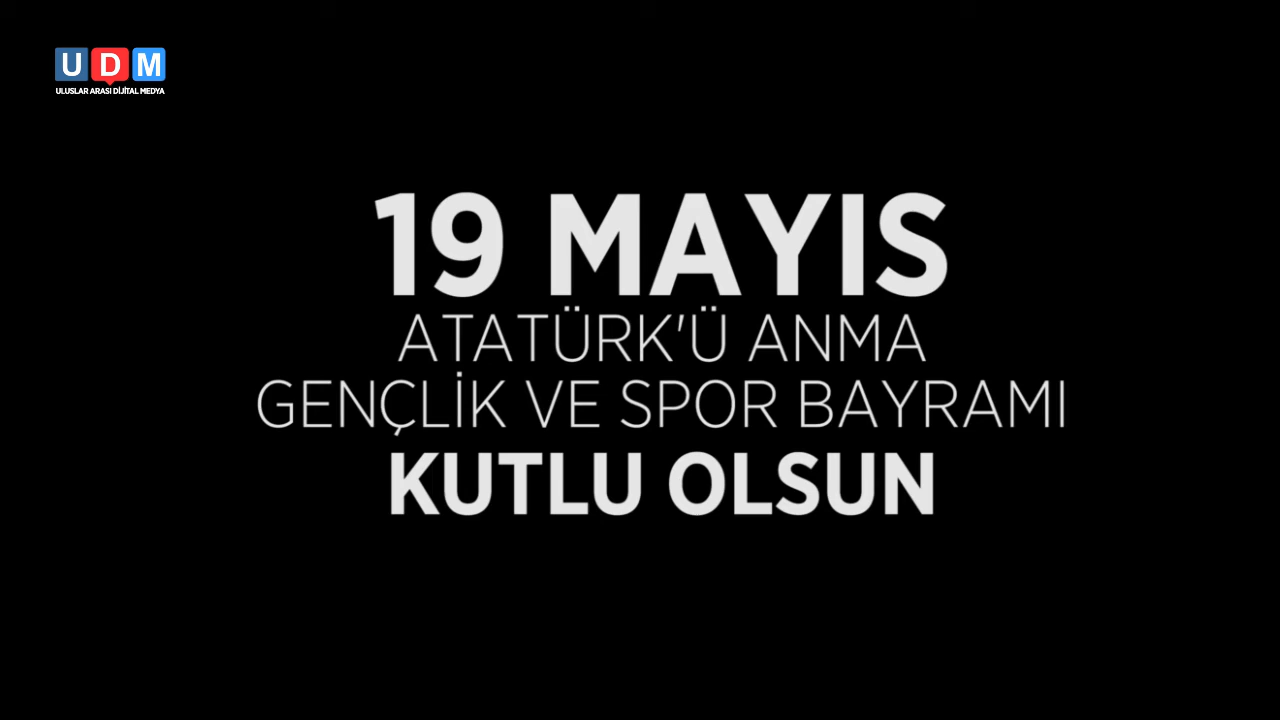 UDM
ULUSLAR ARASI DİJİTAL MEDYA
19 MAYIS
ATATÜRK'Ü ANMA
GENÇLİK VE SPOR BAYRAMI
KUTLU OLSUN